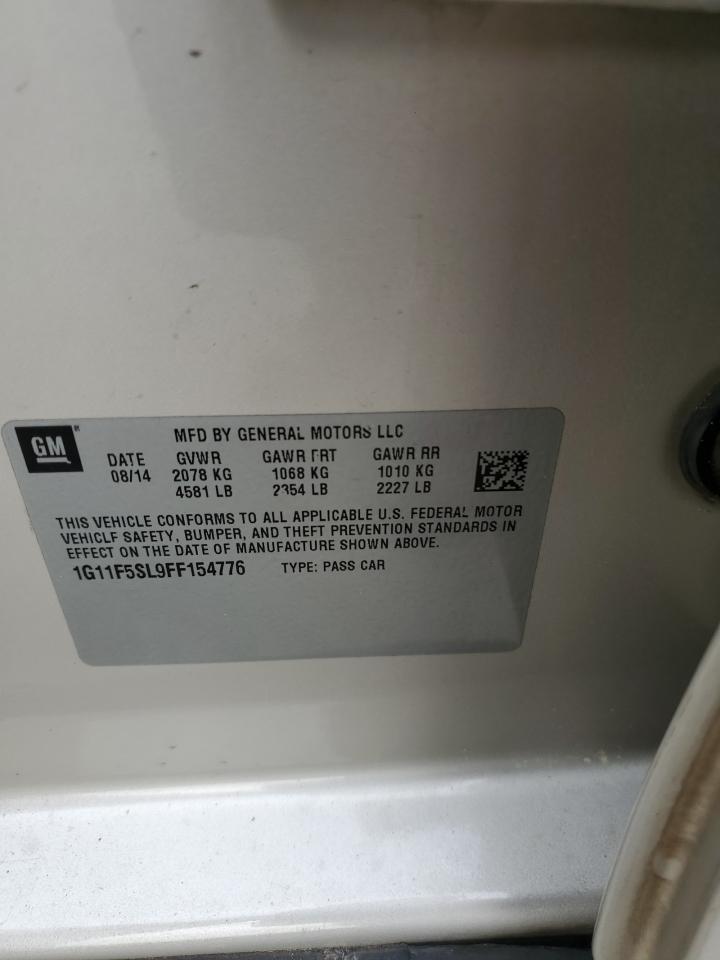 GM
MFD BY GENERAL MOTORS LLC
DATE GVWR GAWR FRT GAWR RR
08/14 2078 KG 1068 KG 1010 KG
4581 LB 2354 LB 2227 LB
THIS VEHICLE CONFORMS TO ALL APPLICABLE U.S. FEDERAL MOTOR
VEHICLE SAFETY, BUMPER, AND THEFT PREVENTION STANDARDS IN
EFFECT ON THE DATE OF MANUFACTURE SHOWN ABOVE.
1G11F5SL9FF154776 TYPE: PASS CAR